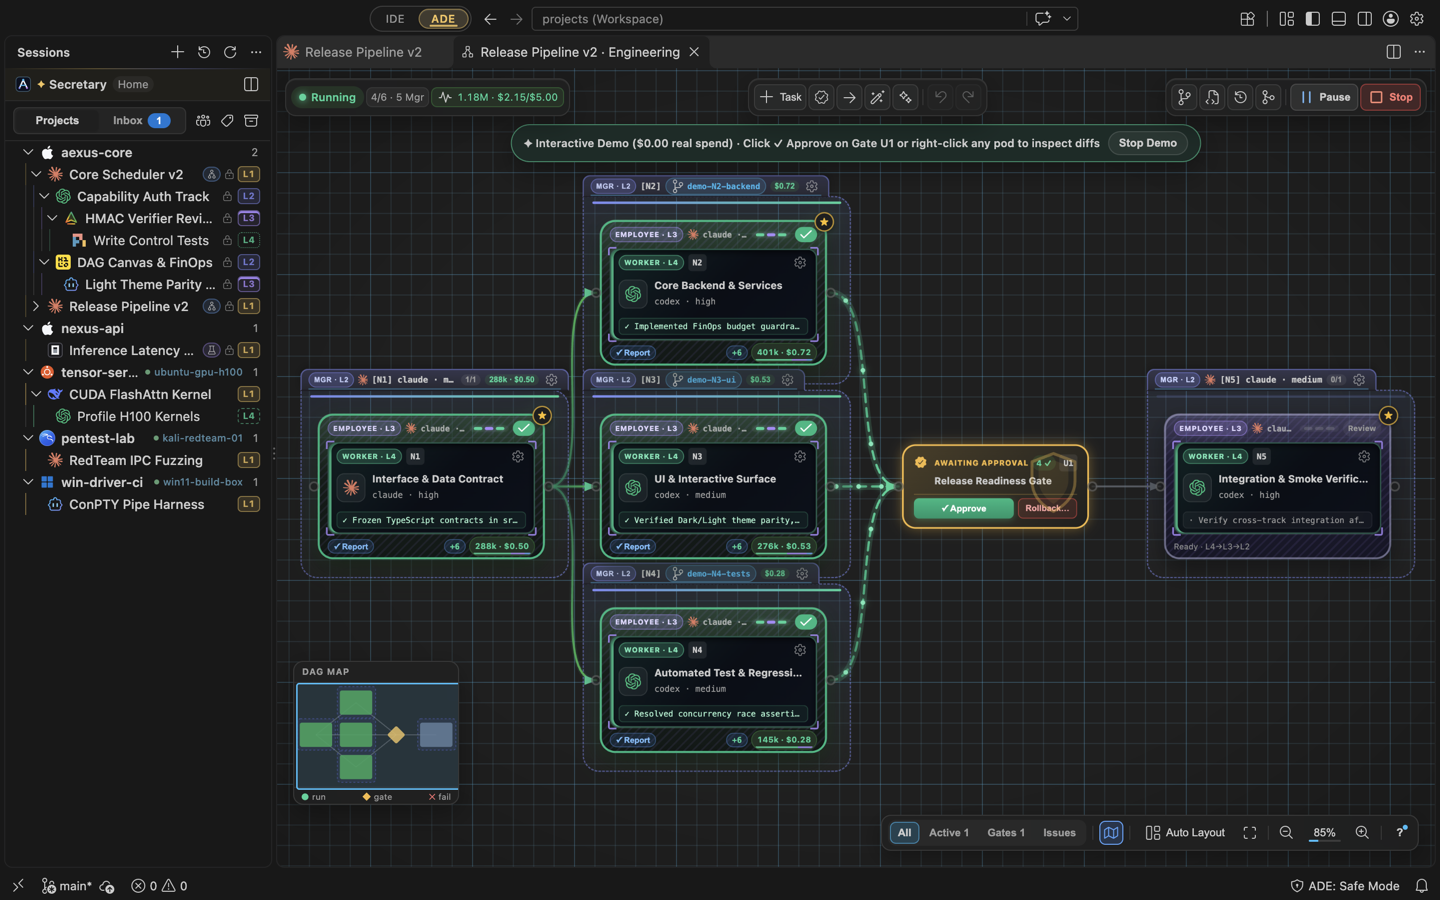 IDE ADE projects (Workspace)
Sessions
Release Pipeline v2
Release Pipeline v2 · Engineering
Secretary Home
Projects Inbox 1
Running 4/6 · 5 Mgr 1.18M · $2.15/$5.00
Task
Pause Stop
✦ Interactive Demo ($0.00 real spend) · Click ✓ Approve on Gate U1 or right-click any pod to inspect diffs Stop Demo
aexus-core 2
Core Scheduler v2 L1
Capability Auth Track L2
HMAC Verifier Revi... L3
Write Control Tests L4
DAG Canvas & FinOps L2
Light Theme Parity ... L3
Release Pipeline v2 L1
nexus-api 1
Inference Latency ... L1
tensor-ser... ubuntu-gpu-h100 1
CUDA FlashAttn Kernel L1
Profile H100 Kernels L4
pentest-lab kali-redteam-01 1
RedTeam IPC Fuzzing L1
win-driver-ci win11-build-box 1
ConPTY Pipe Harness L1
MGR · L2 [N2] demo-N2-backend $0.72
EMPLOYEE · L3 claude ·…
WORKER · L4 N2
Core Backend & Services
codex · high
✓ Implemented FinOps budget guardra…
✓Report +6 401k · $0.72
MGR · L2 [N1] claude · m… 1/1 288k · $0.50
EMPLOYEE · L3 claude ·…
WORKER · L4 N1
Interface & Data Contract
claude · high
✓ Frozen TypeScript contracts in sr…
✓Report +6 288k · $0.50
MGR · L2 [N3] demo-N3-ui $0.53
EMPLOYEE · L3 claude ·…
WORKER · L4 N3
UI & Interactive Surface
codex · medium
✓ Verified Dark/Light theme parity,…
✓Report +6 276k · $0.53
MGR · L2 [N4] demo-N4-tests $0.28
EMPLOYEE · L3 claude ·…
WORKER · L4 N4
Automated Test & Regressi...
codex · medium
✓ Resolved concurrency race asserti…
✓Report +6 145k · $0.28
AWAITING APPROVAL 4 ✓ U1
Release Readiness Gate
✓Approve Rollback…
MGR · L2 [N5] claude · medium 0/1
EMPLOYEE · L3 clau… Review
WORKER · L4 N5
Integration & Smoke Verific...
codex · high
· Verify cross-track integration af…
Ready · L4→L3→L2
DAG MAP
run gate fail
All Active 1 Gates 1 Issues Auto Layout 85% ?
main* 0 0 ADE: Safe Mode